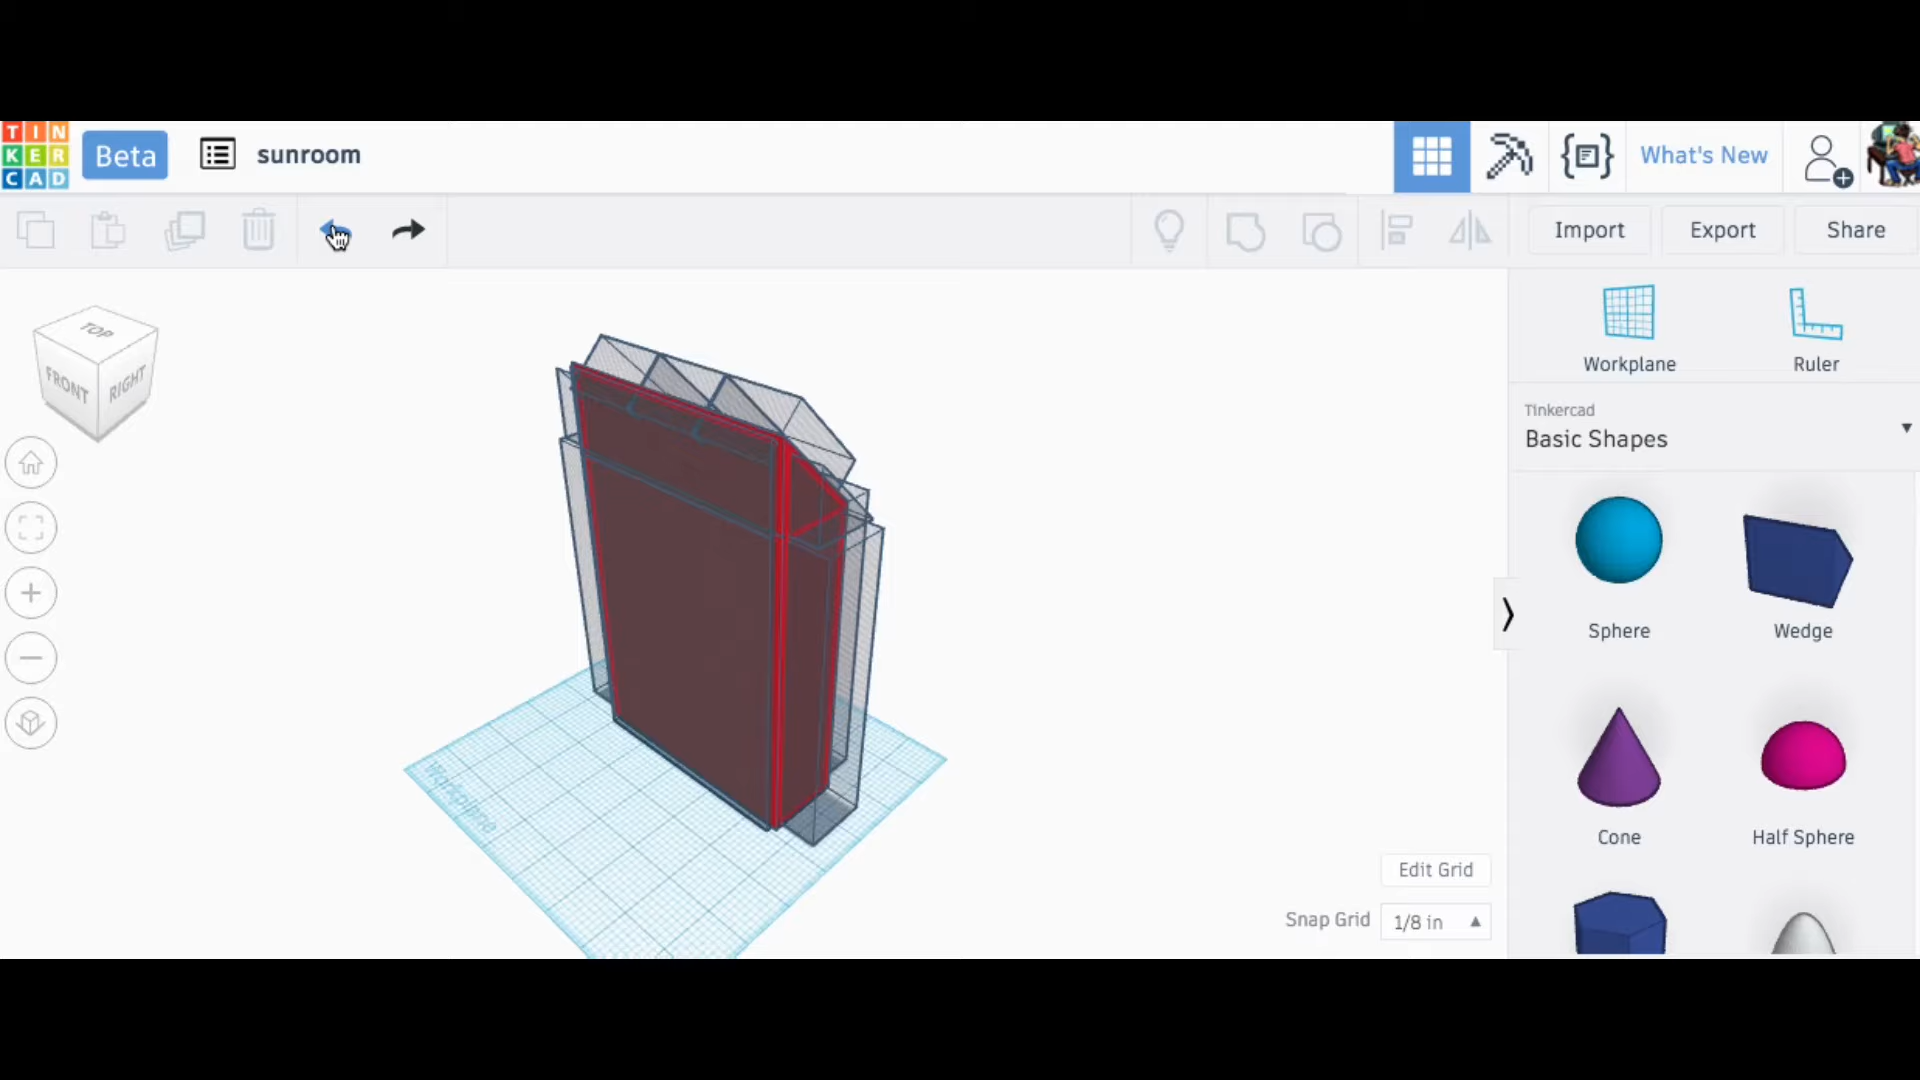 TIN
KER
CAD
Beta
sunroom
What's New
Import
Export
Share
TOP
FRONT
RIGHT
Workplane
Ruler
Tinkercad
Basic Shapes
Sphere
Wedge
Cone
Half Sphere
Workplane
Edit Grid
Snap Grid
1/8 in